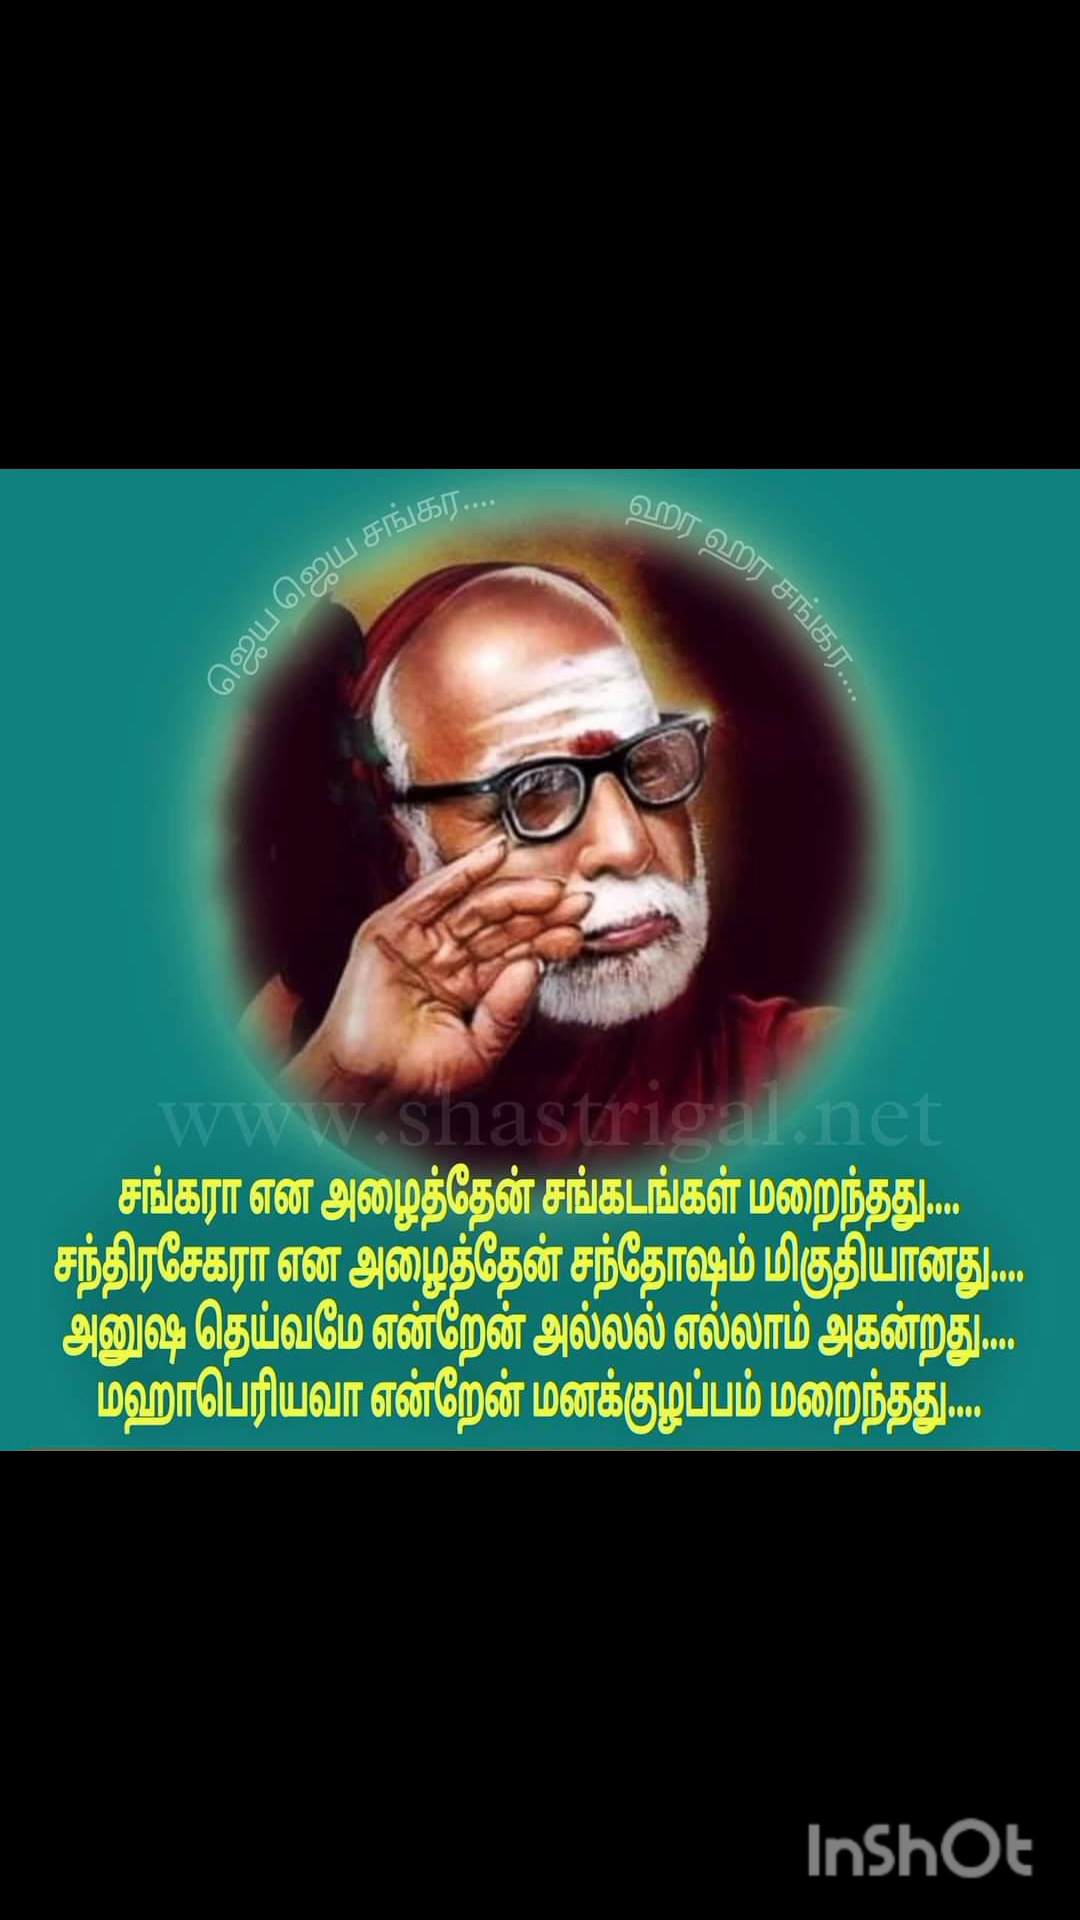 ஜெய ஜெய சங்கர....
ஹர ஹர சங்கர....
www.shastrigal.net
சங்கரா என அழைத்தேன் சங்கடங்கள் மறைந்தது....
சந்திரசேகரா என அழைத்தேன் சந்தோஷம் மிகுதியானது....
அனுஷ தெய்வமே என்றேன் அல்லல் எல்லாம் அகன்றது....
மஹாபெரியவா என்றேன் மனக்குழப்பம் மறைந்தது....
InShOt